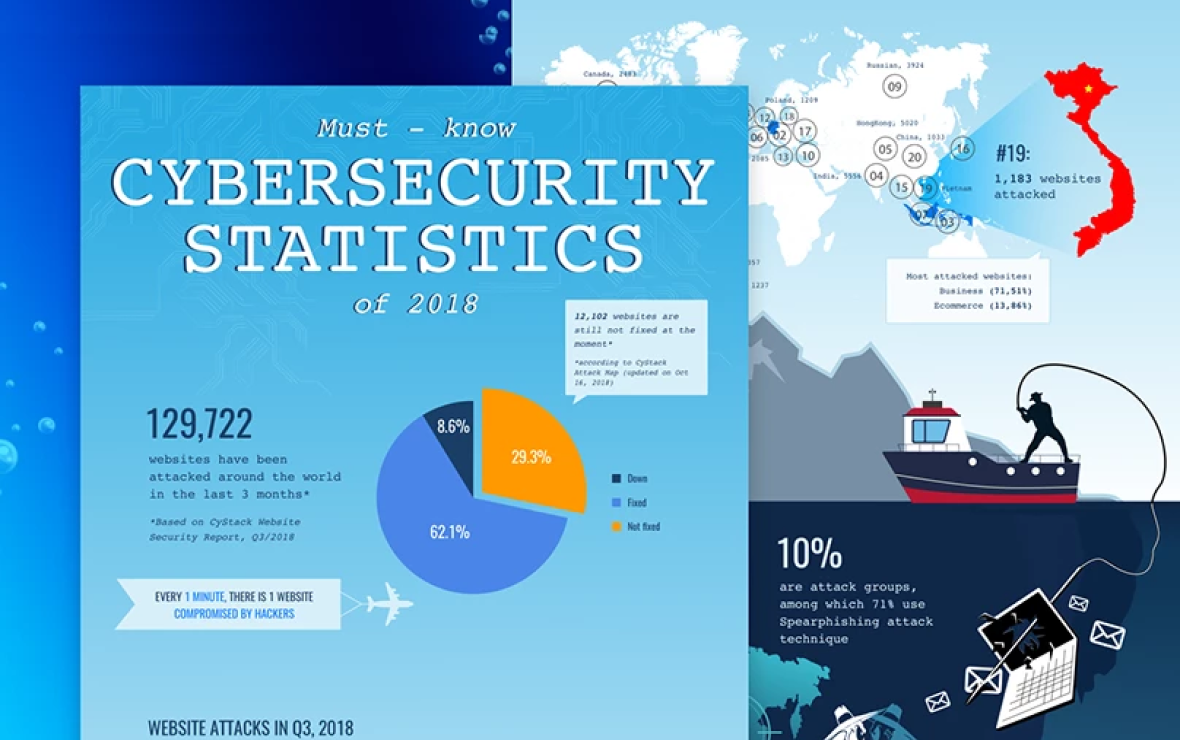 Must - know
CYBERSECURITY
STATISTICS
of 2018
12,102 websites are
still not fixed at the
moment*
*according to CyStack
Attack Map (updated on Oct
16, 2018)
129,722
websites have been
attacked around the world
in the last 3 months*
*Based on CyStack Website
Security Report, Q3/2018
8.6%
29.3%
62.1%
Down
Fixed
Not fixed
EVERY 1 MINUTE, THERE IS 1 WEBSITE
COMPROMISED BY HACKERS
WEBSITE ATTACKS IN Q3, 2018
Canada, 2483
Russian, 3924
09
Poland, 1209
12
18
06
02
17
13
10
2065
HongKong, 5020
China, 1033
05
20
16
India, 5556
04
15
19
Vietnam
07
03
357
1237
#19:
1,183 websites
attacked
Most attacked websites:
Business (71,51%)
Ecommerce (13,86%)
10%
are attack groups,
among which 71% use
Spearphishing attack
technique